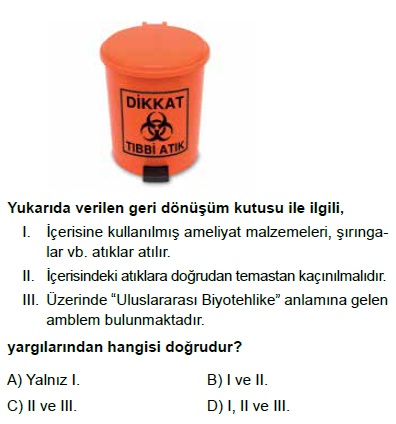 DİKKAT
TIBBİ ATIK
Yukarıda verilen geri dönüşüm kutusu ile ilgili,
I. İçerisine kullanılmış ameliyat malzemeleri, şırınga-
lar vb. atıklar atılır.
II. İçerisindeki atıklara doğrudan temastan kaçınılmalıdır.
III. Üzerinde “Uluslararası Biyotehlike” anlamına gelen
amblem bulunmaktadır.
yargılarından hangisi doğrudur?
A) Yalnız I.
B) I ve II.
C) II ve III.
D) I, II ve III.